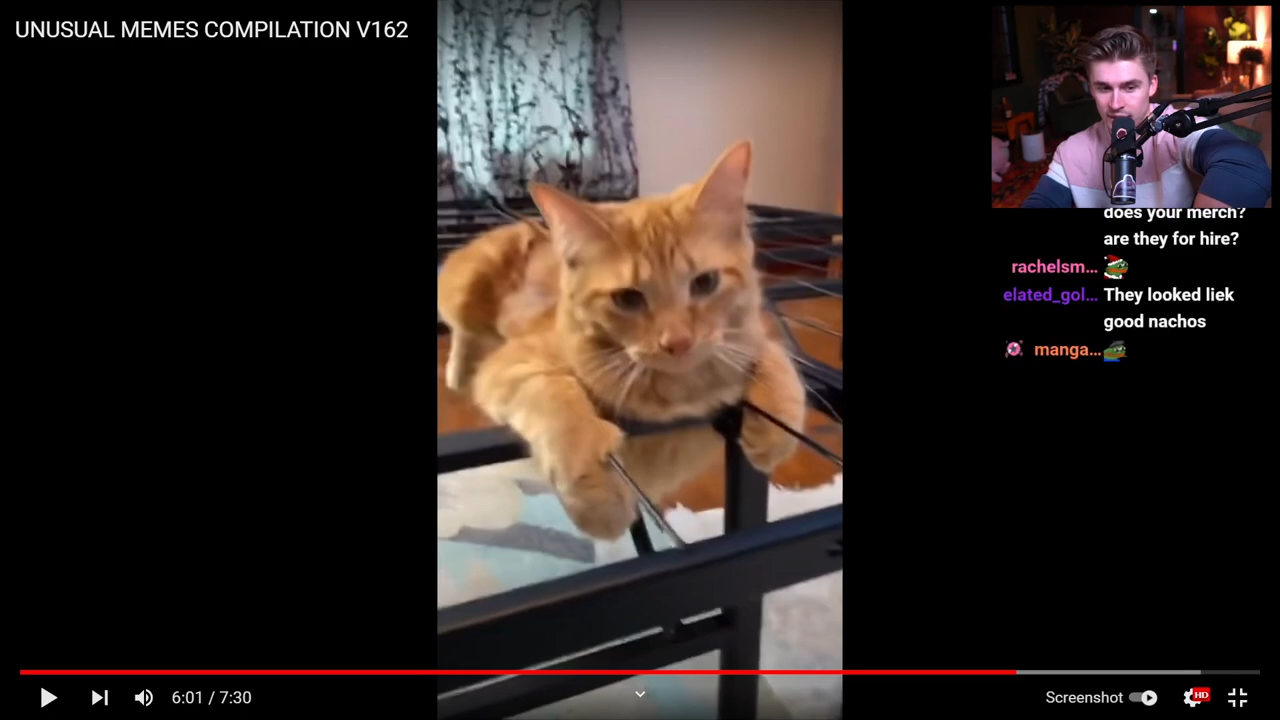 UNUSUAL MEMES COMPILATION V162
does your merch?
are they for hire?
rachelsm...
elated_gol... They looked liek
good nachos
manga...
6:01 / 7:30
Screenshot
HD